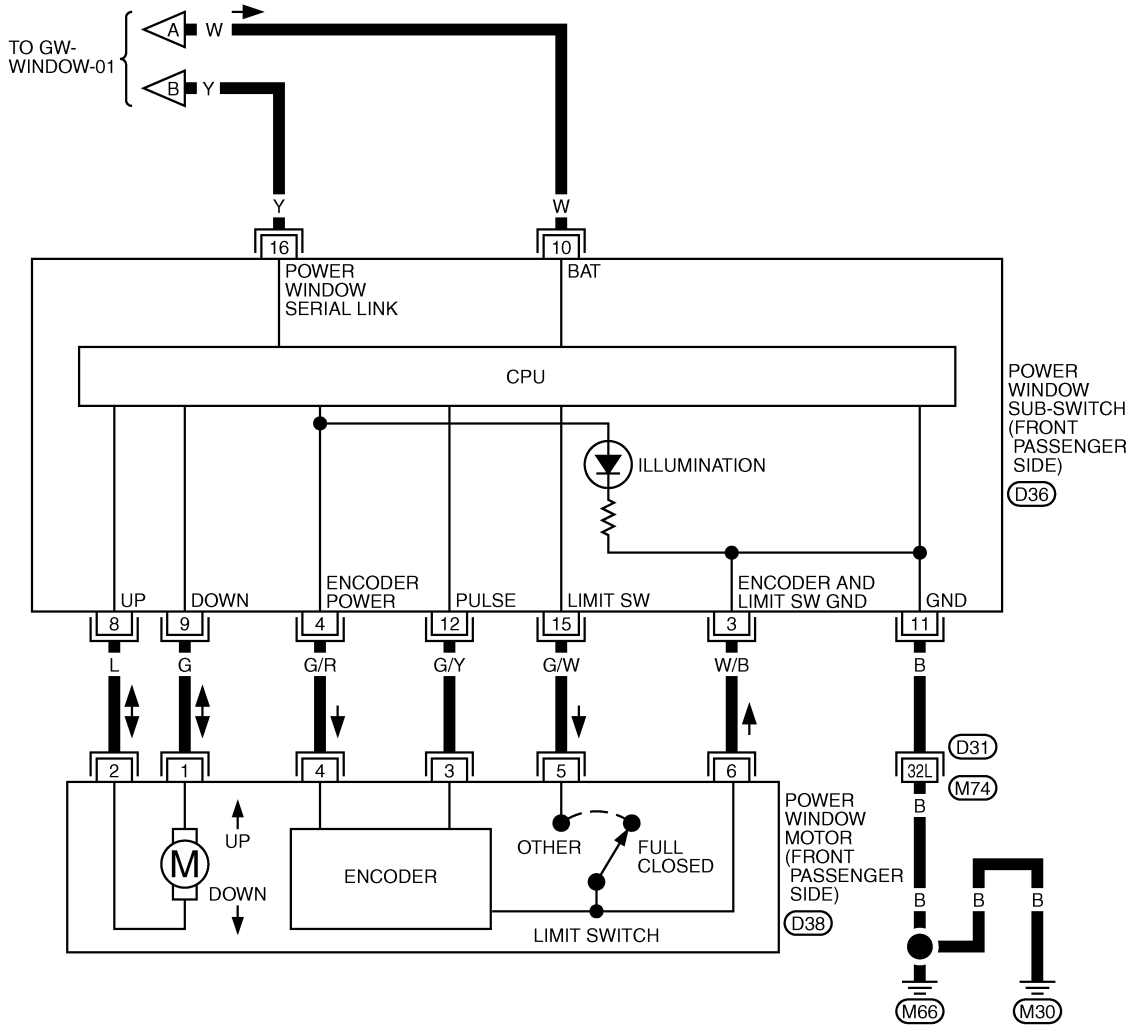 TO GW-
WINDOW-01
A W
B Y
Y
W
16
10
POWER
WINDOW
SERIAL LINK
BAT
CPU
POWER
WINDOW
SUB-SWITCH
(FRONT
PASSENGER
SIDE)
D36
ILLUMINATION
UP
DOWN
ENCODER
POWER
PULSE
LIMIT SW
ENCODER AND
LIMIT SW GND
GND
8 9 4 12 15 3 11
L G G/R G/Y G/W W/B B
D31
2 1 4 3 5 6 32L
M74
B
POWER
WINDOW
MOTOR
(FRONT
PASSENGER
SIDE)
D38
M
UP
DOWN
ENCODER
OTHER
FULL
CLOSED
LIMIT SWITCH
B B B
M66 M30